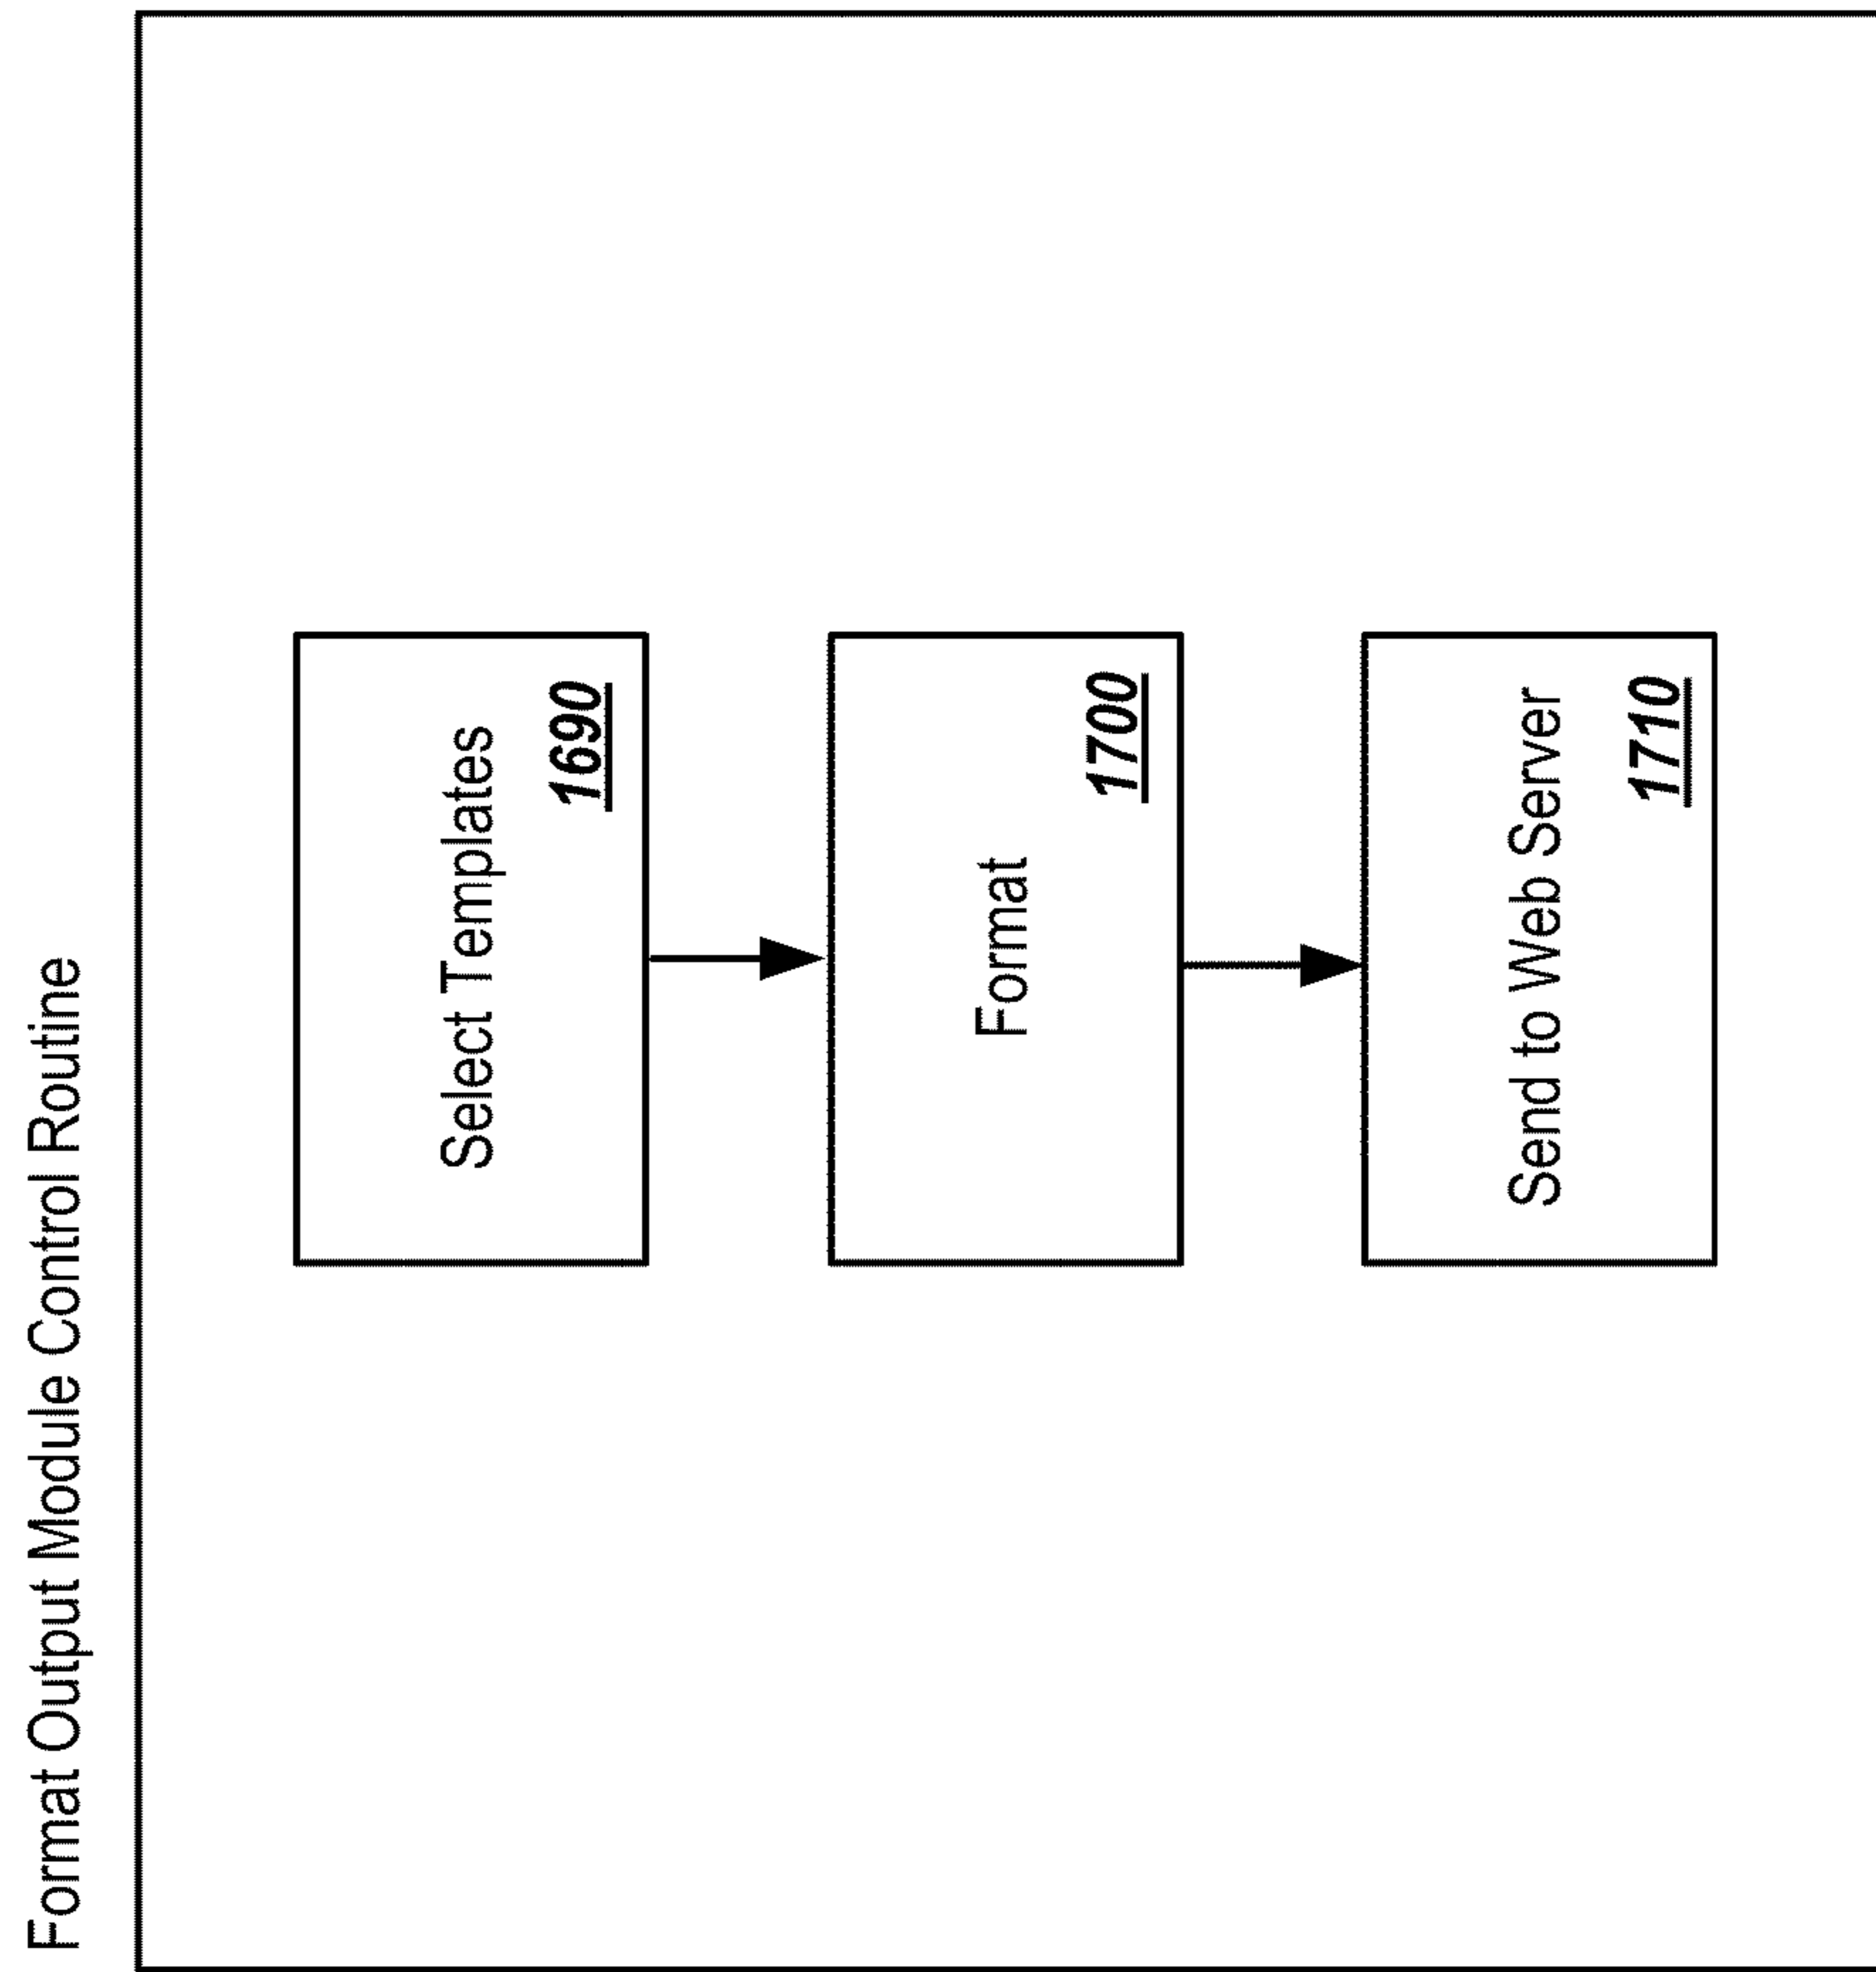 Format Output Module Control Routine
Select Templates
1690
Format
1700
Send to Web Server
1710